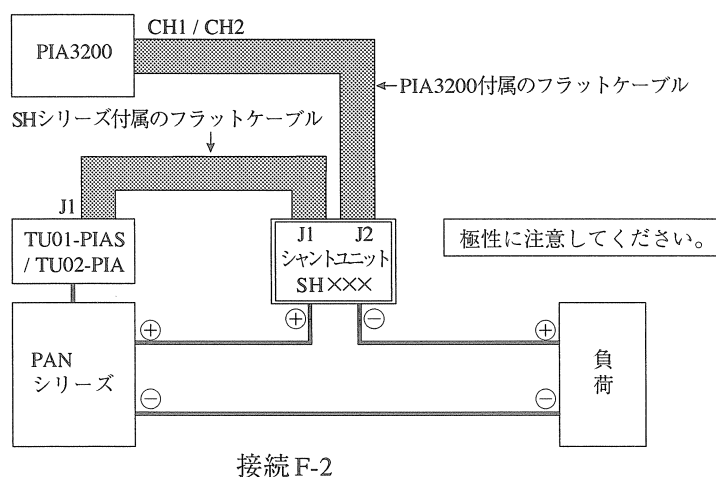 CH1 / CH2
PIA3200
←PIA3200付属のフラットケーブル
SHシリーズ付属のフラットケーブル
J1
TU01-PIAS
/ TU02-PIA
J1 J2
シャントユニット
SH×××
極性に注意してください。
⊕ ⊖
⊕ ⊕
PAN
シリーズ
負荷
⊖ ⊖
接続 F-2